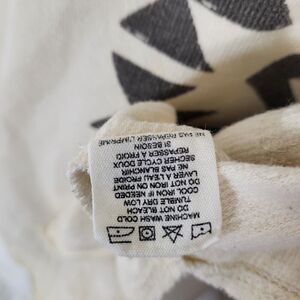 MACHINE WASH COLD
DO NOT BLEACH
TUMBLE DRY LOW
COOL IRON IF NEEDED
DO NOT IRON ON PRINT
LAVER A L'EAU FROIDE
NE PAS BLANCHIR
SECHER CYCLE DOUX
REPASSER A FROID
SI BESOIN
NE PAS REPASSER L'IMPRIME